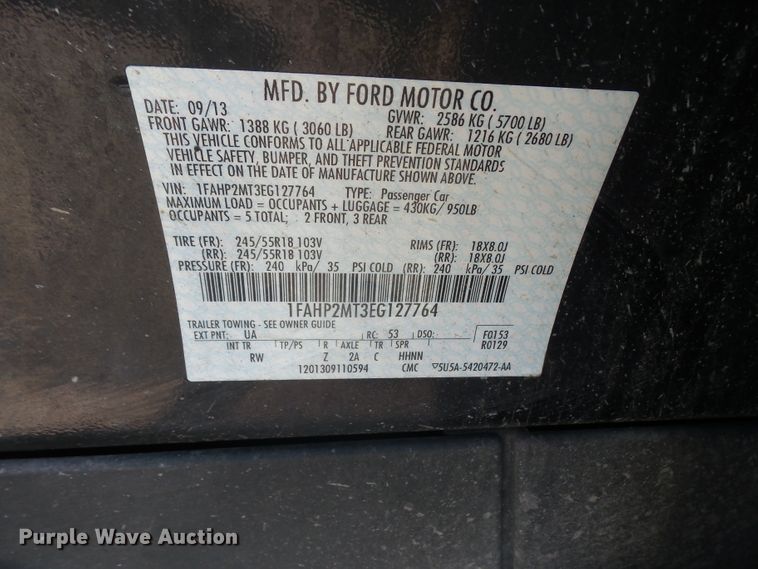 MFD. BY FORD MOTOR CO.
DATE: 09/13 GVWR: 2586 KG ( 5700 LB)
FRONT GAWR: 1388 KG ( 3060 LB) REAR GAWR: 1216 KG ( 2680 LB)
THIS VEHICLE CONFORMS TO ALL APPLICABLE FEDERAL MOTOR
VEHICLE SAFETY, BUMPER, AND THEFT PREVENTION STANDARDS
IN EFFECT ON THE DATE OF MANUFACTURE SHOWN ABOVE.
VIN: 1FAHP2MT3EG127764 TYPE: Passenger Car
MAXIMUM LOAD = OCCUPANTS + LUGGAGE = 430KG/ 950LB
OCCUPANTS = 5 TOTAL; 2 FRONT, 3 REAR
TIRE (FR): 245/55R18 103V RIMS (FR): 18X8.0J
(RR): 245/55R18 103V (RR): 18X8.0J
PRESSURE (FR): 240 kPa/ 35 PSI COLD (RR): 240 kPa/ 35 PSI COLD
1FAHP2MT3EG127764
TRAILER TOWING - SEE OWNER GUIDE
EXT PNT: UA RC: 53 DSO: F0153
R0129
INT TR TP/PS R AXLE TR SPR
RW Z 2A C HHNN
1201309110594 CMC 5U5A-5420472-AA
Purple Wave Auction